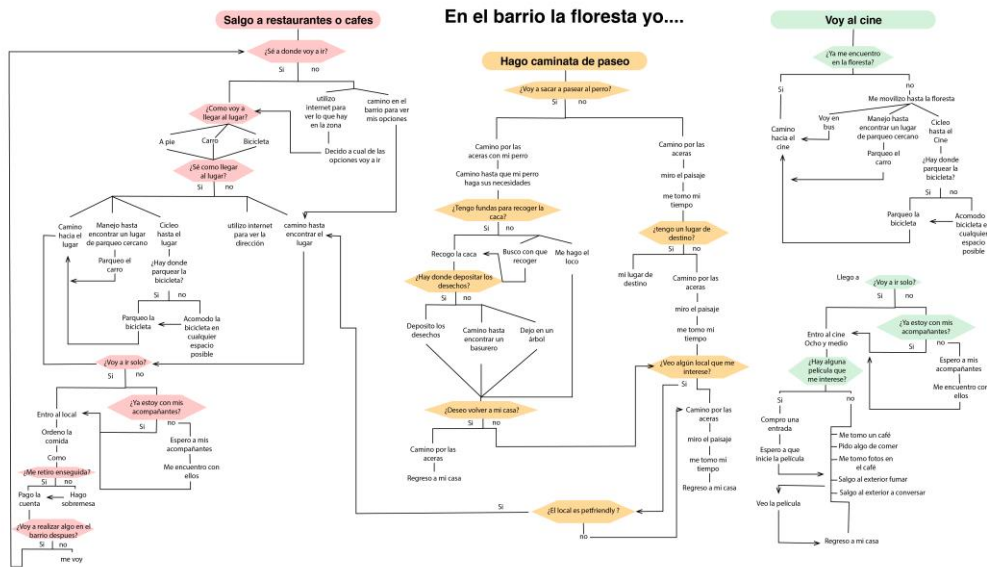 En el barrio la floresta yo....
Salgo a restaurantes o cafes
¿Sé a donde voy a ir?
Si
no
¿Como voy a
llegar al lugar?
utilizo
internet para
ver lo que hay
en la zona
camino en el
barrio para ver
mis opciones
A pie
Carro
Bicicleta
Decido a cual de las
opciones voy a ir
¿Sé como llegar
al lugar?
Si
no
Camino
hacia el
lugar
Manejo hasta
encontrar un lugar
de parqueo cercano
Parqueo
el carro
Cicleo
hasta el
lugar
¿Hay donde
parquear la
bicicleta?
utilizo internet
para ver la
dirección
camino hasta
encontrar el
lugar
Si
no
Parqueo la
bicicleta
Acomodo la
bicicleta en
cualquier
espacio
posible
¿Voy a ir solo?
Si
no
Entro al local
¿Ya estoy con mis
acompañantes?
Ordeno la
comida
Si
no
Espero a mis
acompañantes
Como
Me encuentro con
ellos
¿Me retiro enseguida?
Si
no
Pago la
cuenta
Hago
sobremesa
¿Voy a realizar algo en el
barrio despues?
Si
no
me voy
Hago caminata de paseo
¿Voy a sacar a pasear al perro?
Si
no
Camino por las
aceras con mi perro
Camino hasta que mi perro
haga sus necesidades
¿Tengo fundas para recoger la
caca?
Si
no
Recogo la caca
Busco con que
recoger
Me hago el
loco
¿Hay donde depositar los
desechos?
Si
no
Deposito los
desechos
Camino hasta
encontrar un
basurero
Dejo en un
árbol
¿Deseo volver a mi casa?
Si
no
Camino por las
aceras
Regreso a mi casa
Camino por las
aceras
miro el paisaje
me tomo mi
tiempo
¿tengo un lugar de
destino?
Si
no
mi lugar de
destino
Camino por las
aceras
miro el paisaje
me tomo mi
tiempo
¿Veo algún local que me
interese?
Si
no
Camino por las
aceras
miro el paisaje
me tomo mi
tiempo
Regreso a mi casa
¿El local es petfriendly ?
Si
no
Voy al cine
¿Ya me encuentro
en la floresta?
Si
no
Me movilizo hasta la floresta
Camino
hacia el
cine
Voy en
bus
Manejo hasta
encontrar un lugar
de parqueo cercano
Parqueo el
carro
Cicleo
hasta el
Cine
¿Hay donde
parquear la
bicicleta?
Si
no
Parqueo la
bicicleta
Acomodo la
bicicleta en
cualquier
espacio
posible
Llego a
¿Voy a ir solo?
Si
no
Entro al cine
Ocho y medio
¿Ya estoy con mis
acompañantes?
Si
no
¿Hay alguna
película que
me interese?
Espero a mis
acompañantes
Me encuentro con
ellos
Si
no
Compro una
entrada
Espero a que
inicie la película
Me tomo un café
Pido algo de comer
Me tomo fotos en
el café
Salgo al exterior fumar
Salgo al exterior a conversar
Veo la película
Regreso a mi casa